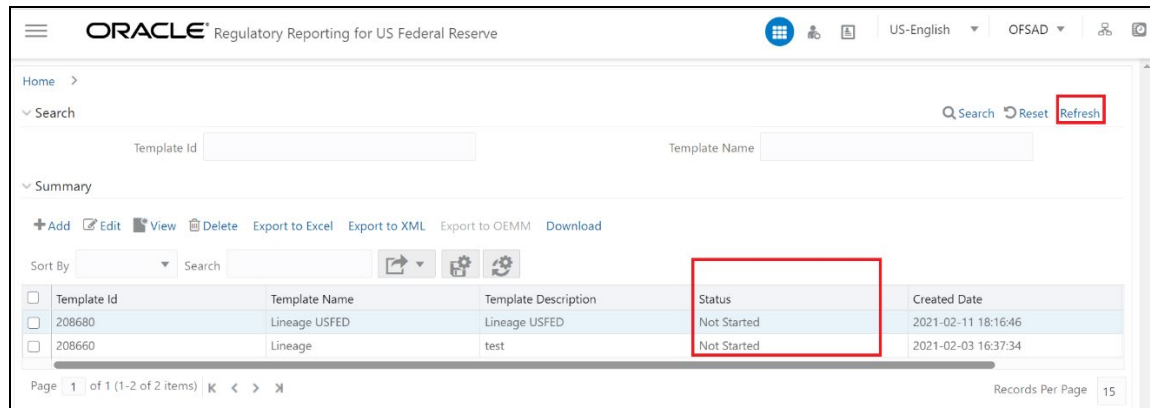 ORACLE® Regulatory Reporting for US Federal Reserve US-English OFSAD
Home >
Search Search Reset Refresh
Template Id Template Name
Summary
Add Edit View Delete Export to Excel Export to XML Export to OEMM Download
Sort By Search
Template Id Template Name Template Description Status Created Date
208680 Lineage USFED Lineage USFED Not Started 2021-02-11 18:16:46
208660 Lineage test Not Started 2021-02-03 16:37:34
Page 1 of 1 (1-2 of 2 items) Records Per Page 15